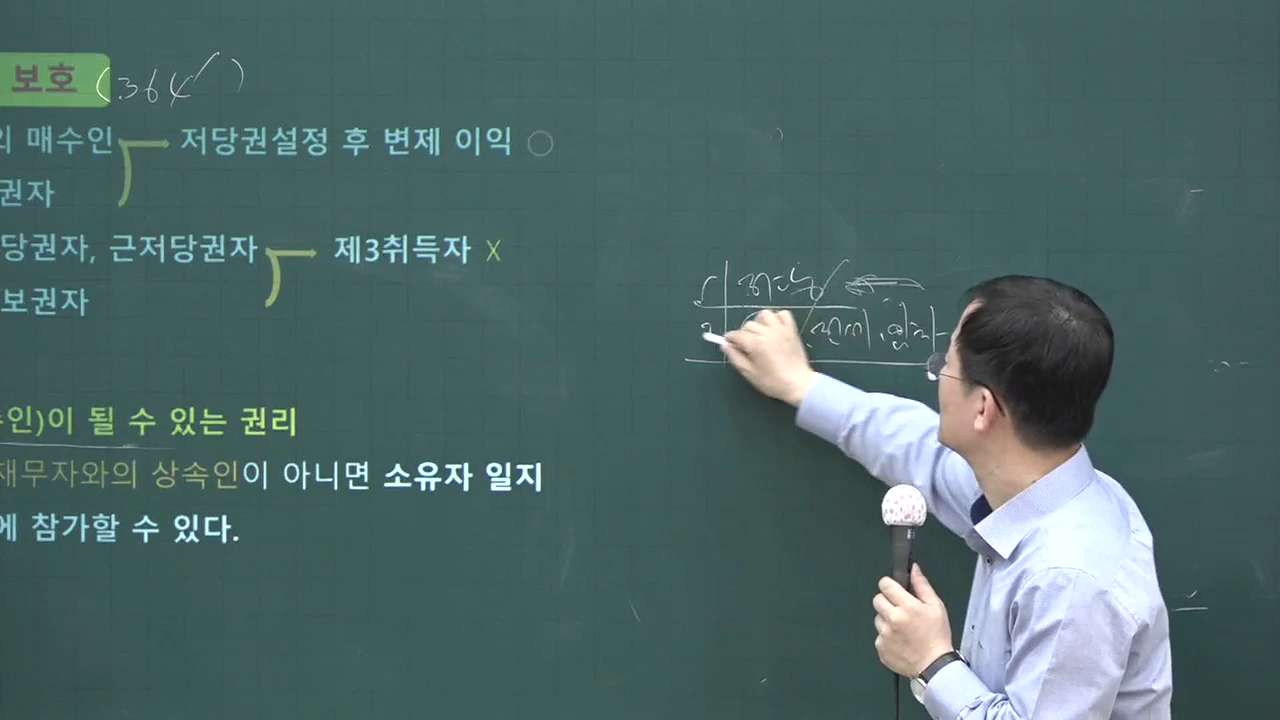 보호 (364)
의 매수인 저당권설정 후 변제 이익 ○
권자
당권자, 근저당권자 제3취득자 X
보권자
인)이 될 수 있는 권리
채무자와의 상속인이 아니면 소유자 일지
에 참가할 수 있다.